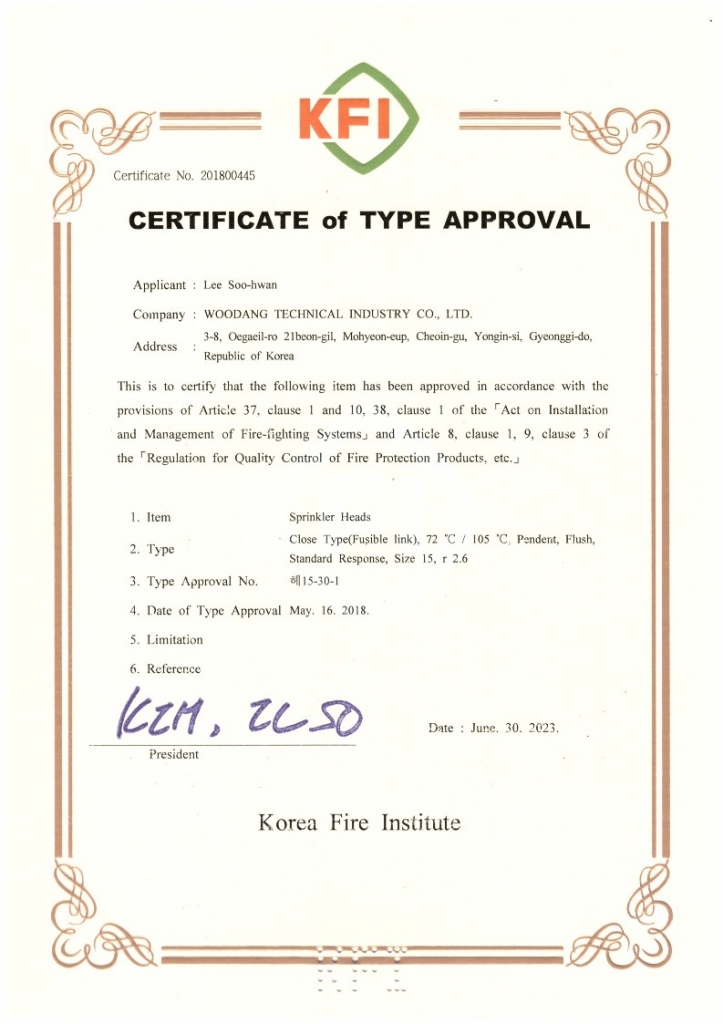 KFI
Certificate No. 201800445
CERTIFICATE of TYPE APPROVAL
Applicant : Lee Soo-hwan
Company : WOODANG TECHNICAL INDUSTRY CO., LTD.
Address : 3-8, Oegaeil-ro 21beon-gil, Mohyeon-eup, Cheoin-gu, Yongin-si, Gyeonggi-do,
Republic of Korea
This is to certify that the following item has been approved in accordance with the
provisions of Article 37, clause 1 and 10, 38, clause 1 of the「Act on Installation
and Management of Fire-fighting Systems」and Article 8, clause 1, 9, clause 3 of
the「Regulation for Quality Control of Fire Protection Products, etc.」
1. Item Sprinkler Heads
2. Type Close Type(Fusible link), 72 ℃ / 105 ℃, Pendent, Flush,
Standard Response, Size 15, r 2.6
3. Type Approval No. 헤15-30-1
4. Date of Type Approval May. 16. 2018.
5. Limitation
6. Reference
Date : June. 30. 2023.
President
Korea Fire Institute
KFI